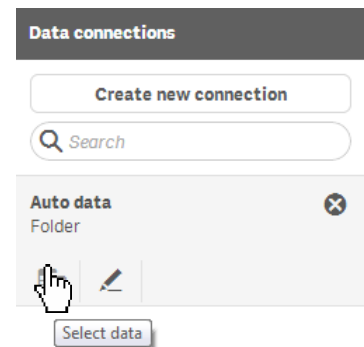 Data connections
Create new connection
Search
Auto data
Folder
Select data